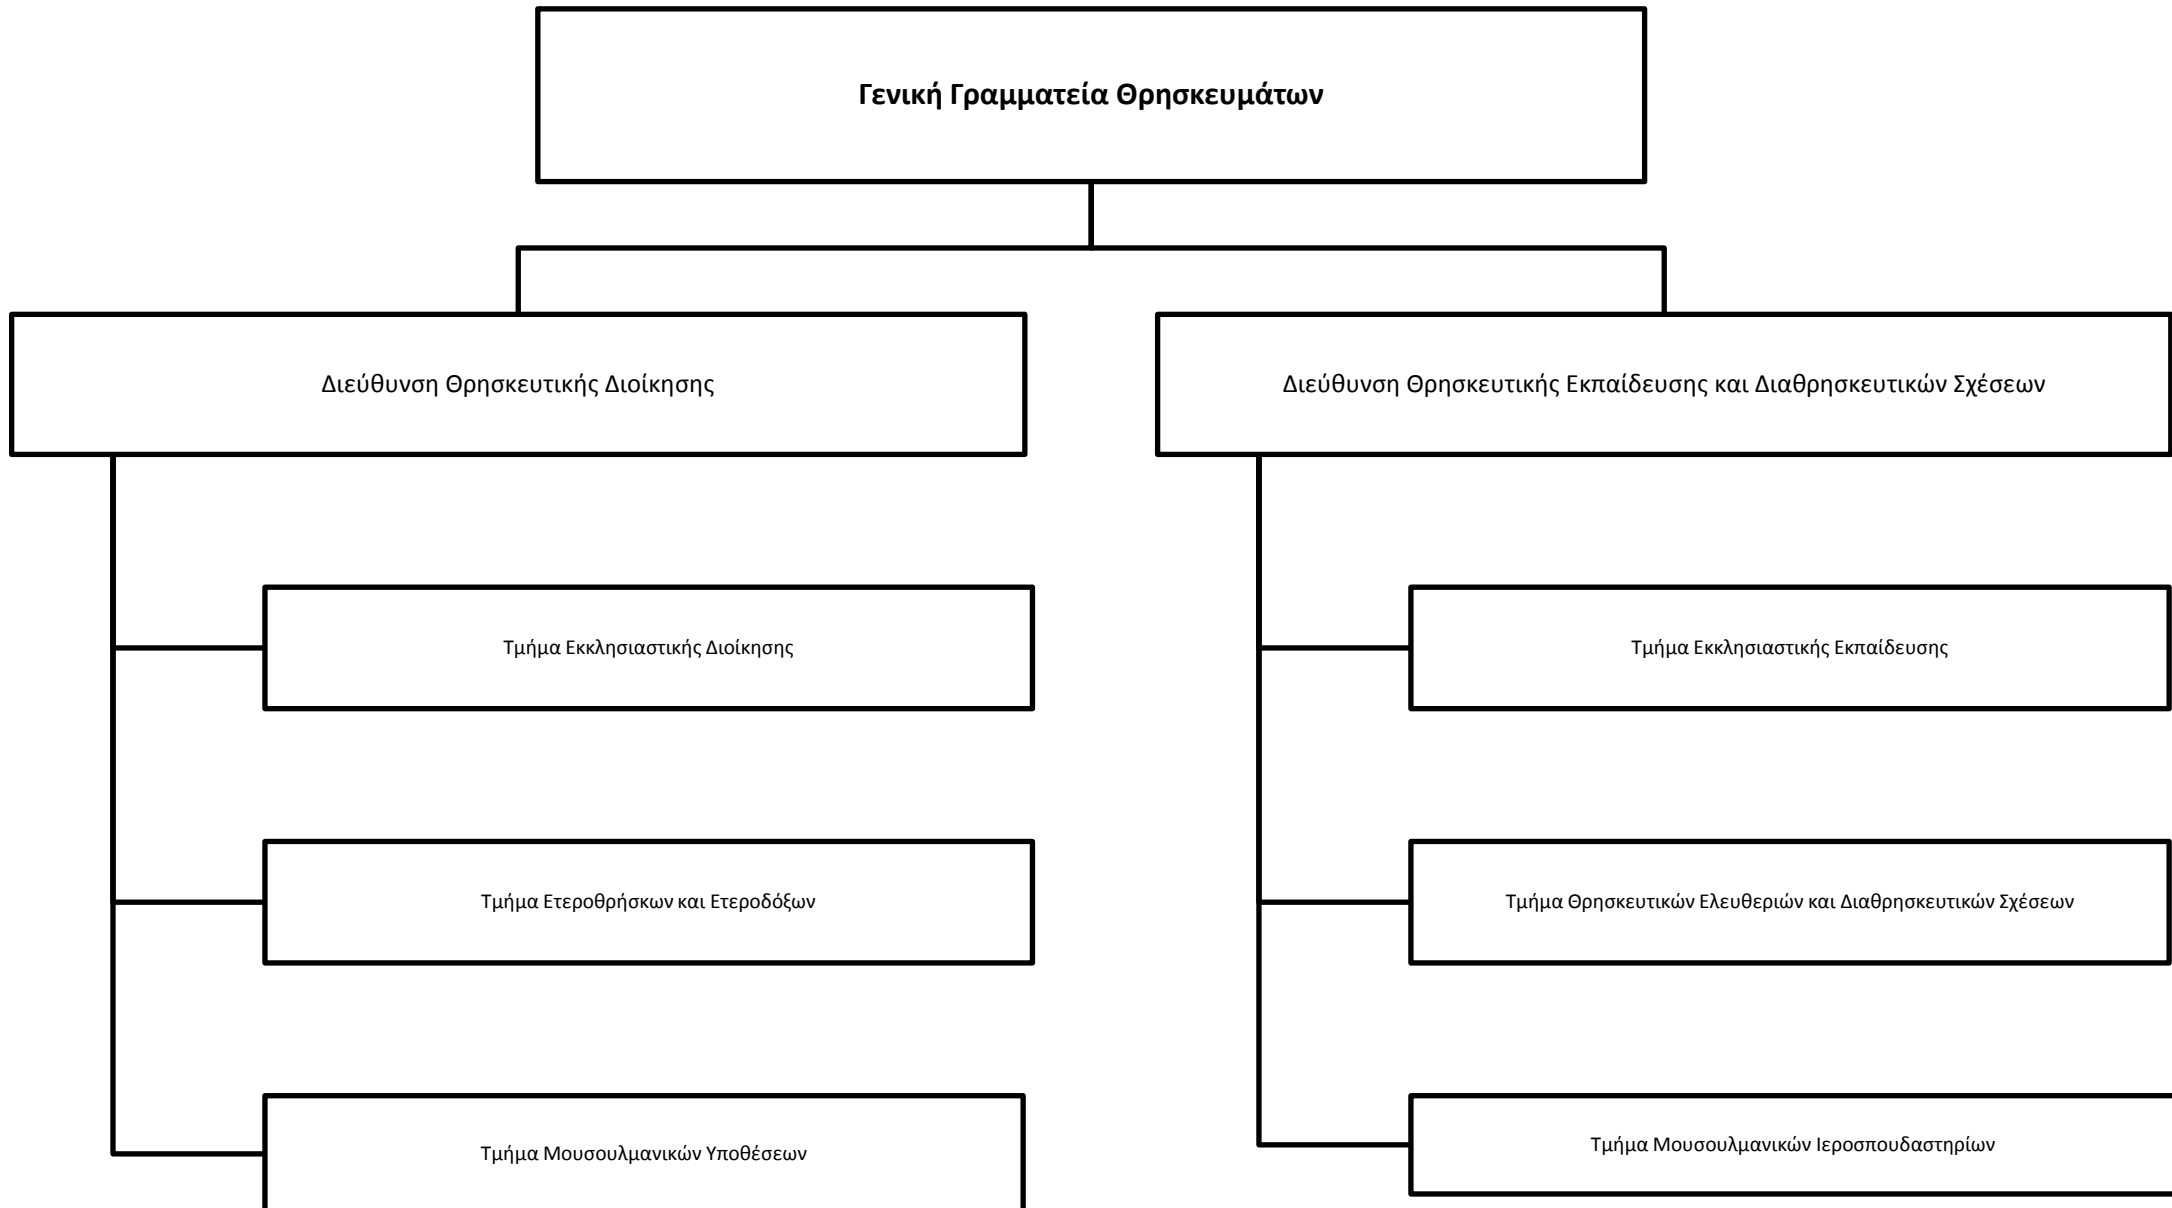 Γενική Γραμματεία Θρησκευμάτων
Διεύθυνση Θρησκευτικής Διοίκησης
Διεύθυνση Θρησκευτικής Εκπαίδευσης και Διαθρησκευτικών Σχέσεων
Τμήμα Εκκλησιαστικής Διοίκησης
Τμήμα Εκκλησιαστικής Εκπαίδευσης
Τμήμα Ετεροθρήσκων και Ετεροδόξων
Τμήμα Θρησκευτικών Ελευθεριών και Διαθρησκευτικών Σχέσεων
Τμήμα Μουσουλμανικών Υποθέσεων
Τμήμα Μουσουλμανικών Ιεροσπουδαστηρίων